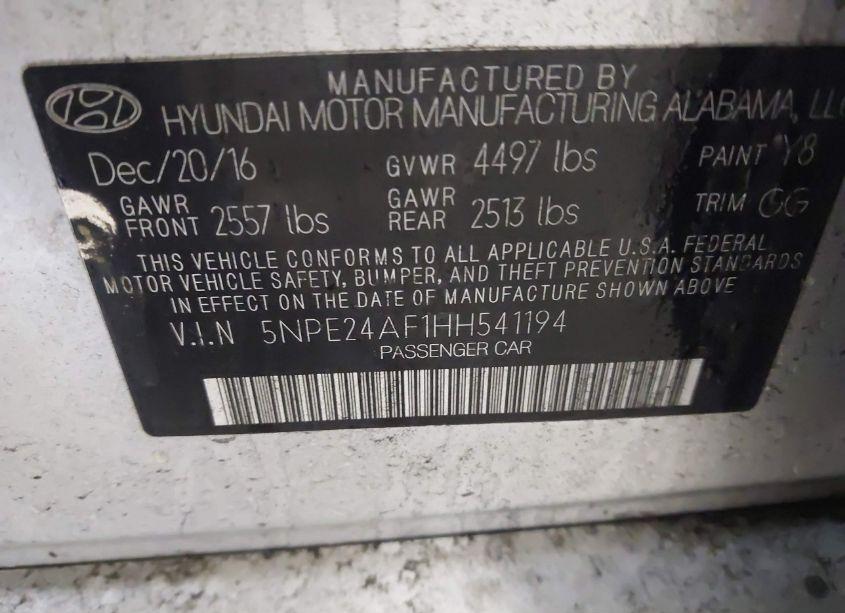 MANUFACTURED BY
HYUNDAI MOTOR MANUFACTURING ALABAMA, LLC
Dec/20/16 GVWR 4497 lbs PAINT Y8
GAWR FRONT 2557 lbs GAWR REAR 2513 lbs TRIM
THIS VEHICLE CONFORMS TO ALL APPLICABLE U.S.A. FEDERAL
MOTOR VEHICLE SAFETY, BUMPER, AND THEFT PREVENTION STANDARDS
IN EFFECT ON THE DATE OF MANUFACTURE SHOWN ABOVE
V.I.N 5NPE24AF1HH541194
PASSENGER CAR